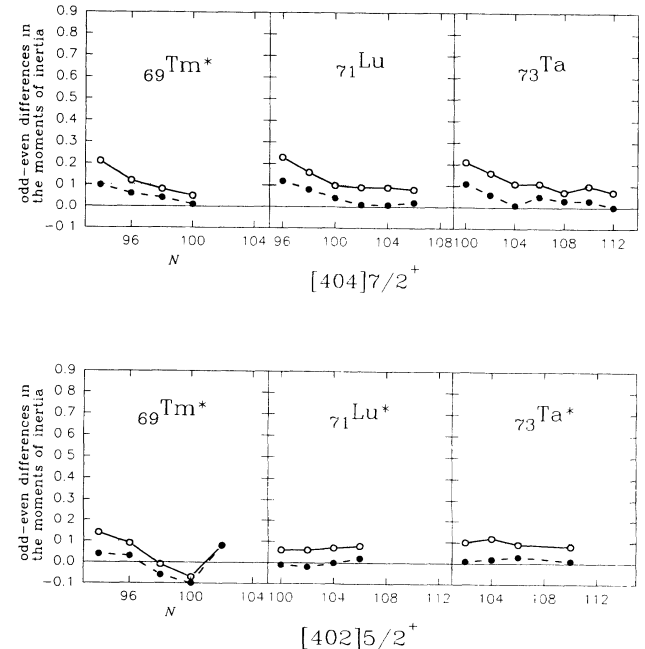 odd-even differences in
the moments of inertia
0.9
0.8
0.7
0.6
0.5
0.4
0.3
0.2
0.1
0.0
-0.1
69Tm*
71Lu
73Ta
96 100 104 96 100 104 108 100 104 108 112
N
[404]7/2+
odd-even differences in
the moments of inertia
0.9
0.8
0.7
0.6
0.5
0.4
0.3
0.2
0.1
0.0
-0.1
69Tm*
71Lu*
73Ta*
96 100 104 100 104 108 112 104 108 112
N
[402]5/2+